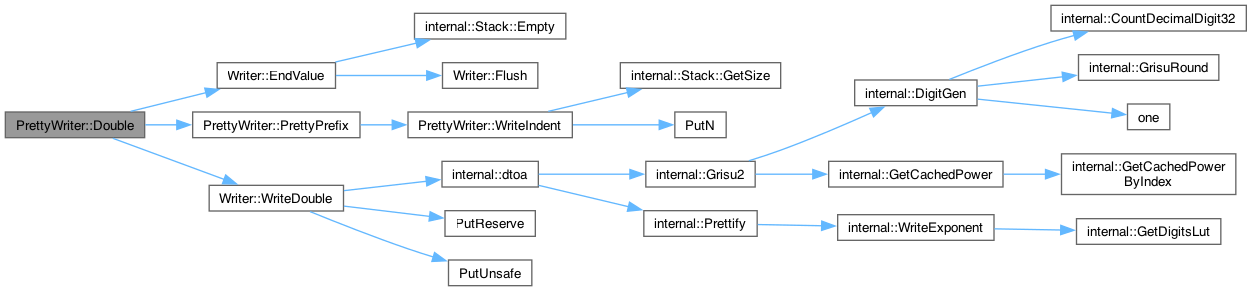 PrettyWriter::Double
Writer::EndValue
internal::Stack::Empty
Writer::Flush
PrettyWriter::PrettyPrefix
PrettyWriter::WriteIndent
internal::Stack::GetSize
PutN
Writer::WriteDouble
internal::dtoa
internal::Grisu2
internal::DigitGen
internal::CountDecimalDigit32
internal::GrisuRound
one
internal::GetCachedPower
internal::GetCachedPower
ByIndex
internal::Prettify
internal::WriteExponent
internal::GetDigitsLut
PutReserve
PutUnsafe